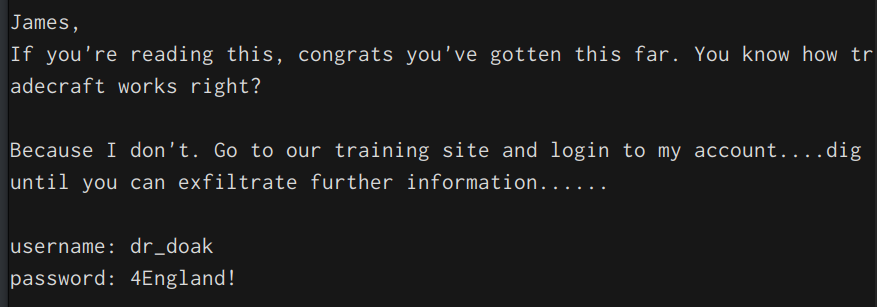 James,
If you're reading this, congrats you've gotten this far. You know how tr
adecraft works right?
Because I don't. Go to our training site and login to my account....dig
until you can exfiltrate further information......
username: dr_doak
password: 4England!